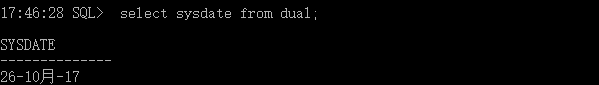 17:46:28 SQL>  select sysdate from dual;
SYSDATE
--------------
26-10月-17